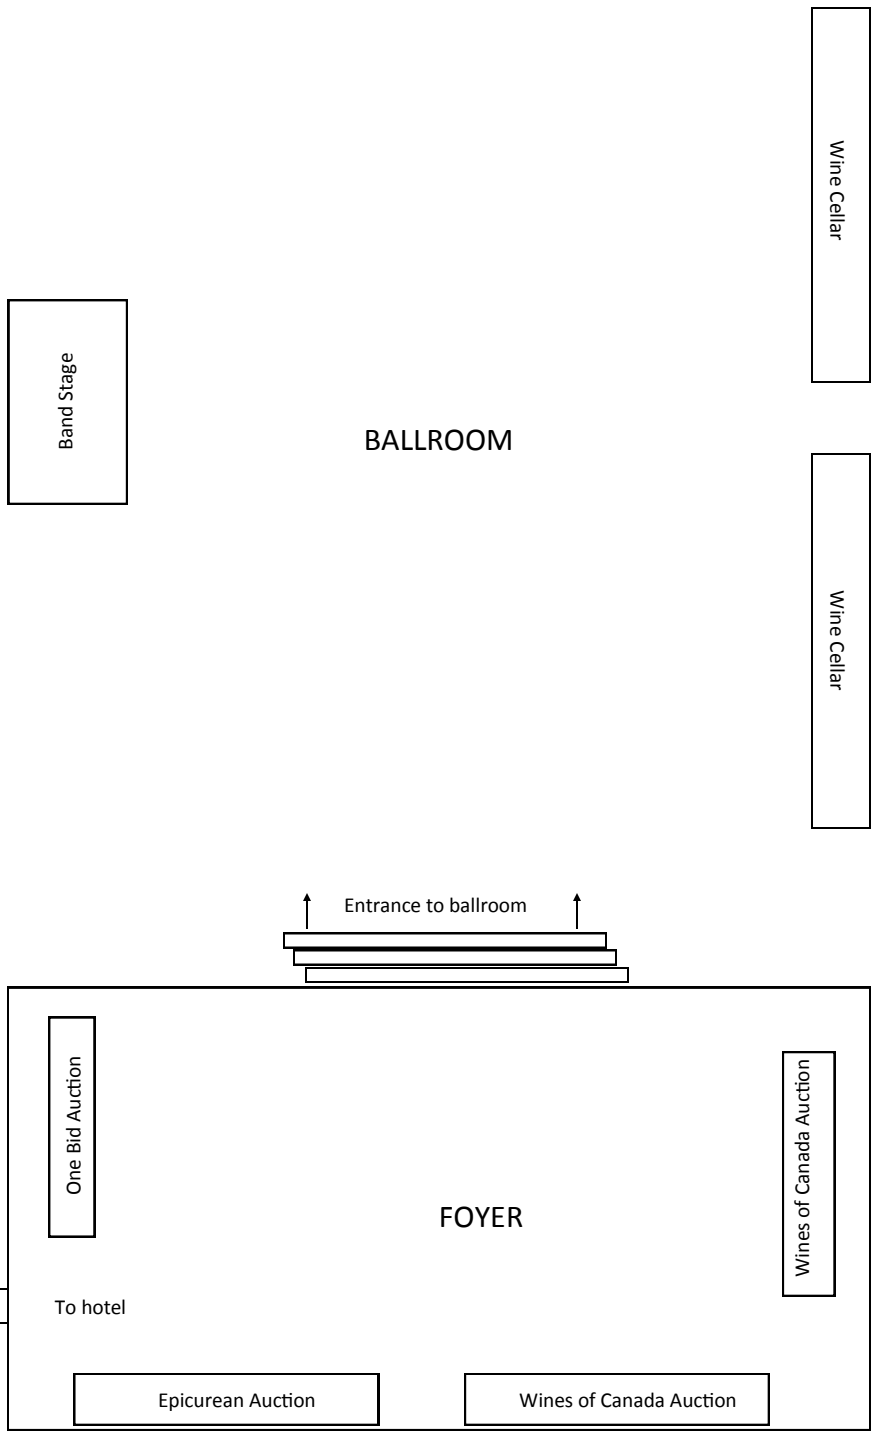 Wine Cellar
Band Stage
BALLROOM
Wine Cellar
Entrance to ballroom
One Bid Auction
Wines of Canada Auction
FOYER
To hotel
Epicurean Auction
Wines of Canada Auction